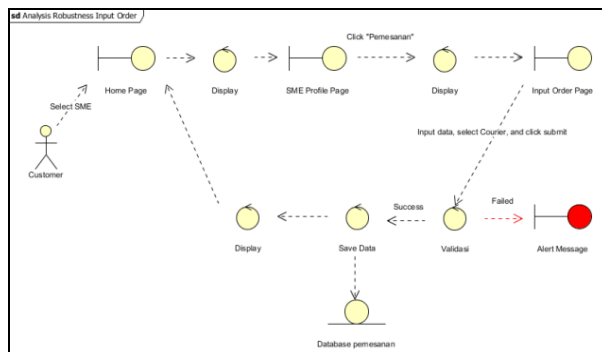 sd Analysis Robustness Input Order
Click "Pemesanan"
Home Page
Display
SME Profile Page
Display
Input Order Page
Select SME
Input data, select Courier, and click submit
Customer
Success
Failed
Display
Save Data
Validasi
Alert Message
Database pemesanan